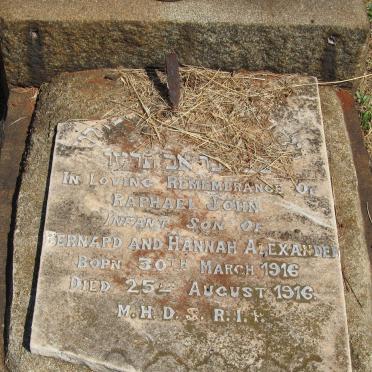 In Loving Remembrance Of
Raphael John
Infant Son Of
Bernard and Hannah Alexander
Born 30th March 1916
Died 25th August 1916.
M.H.D.S.R.I.P.